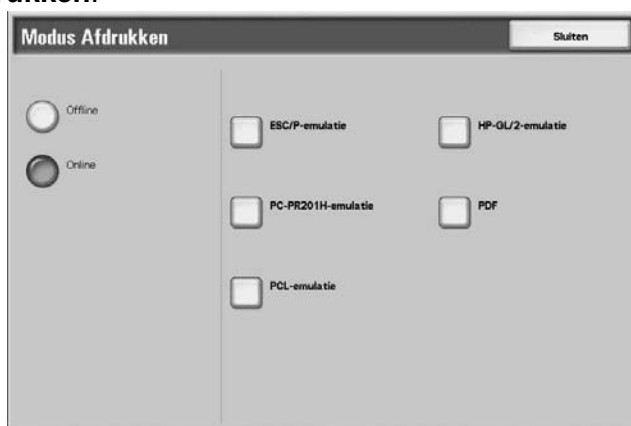 Modus Afdrukken
Sluiten
Offline
Online
ESC/P-emulatie
HP-GL/2-emulatie
PC-PR201H-emulatie
PDF
PCL-emulatie